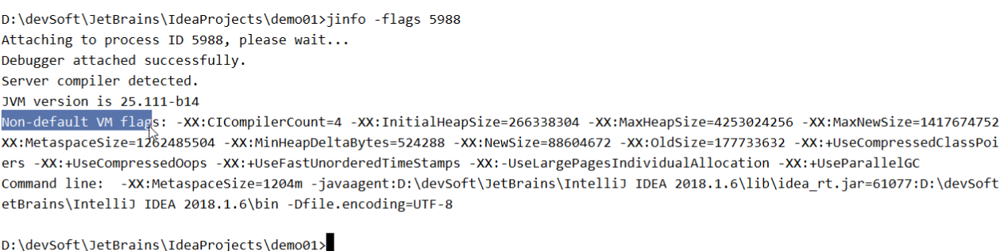 D:\devSoft\JetBrains\IdeaProjects\demo01>jinfo -flags 5988
Attaching to process ID 5988, please wait...
Debugger attached successfully.
Server compiler detected.
JVM version is 25.111-b14
Non-default VM flags: -XX:CICompilerCount=4 -XX:InitialHeapSize=266338304 -XX:MaxHeapSize=4253024256 -XX:MaxNewSize=1417674752
XX:MetaspaceSize=1262485504 -XX:MinHeapDeltaBytes=524288 -XX:NewSize=88604672 -XX:OldSize=177733632 -XX:+UseCompressedClassPoi
ers -XX:+UseCompressedOops -XX:+UseFastUnorderedTimeStamps -XX:-UseLargePagesIndividualAllocation -XX:+UseParallelGC
Command line:  -XX:MetaspaceSize=1204m -javaagent:D:\devSoft\JetBrains\IntelliJ IDEA 2018.1.6\lib\idea_rt.jar=61077:D:\devSoft
etBrains\IntelliJ IDEA 2018.1.6\bin -Dfile.encoding=UTF-8
D:\devSoft\JetBrains\IdeaProjects\demo01>